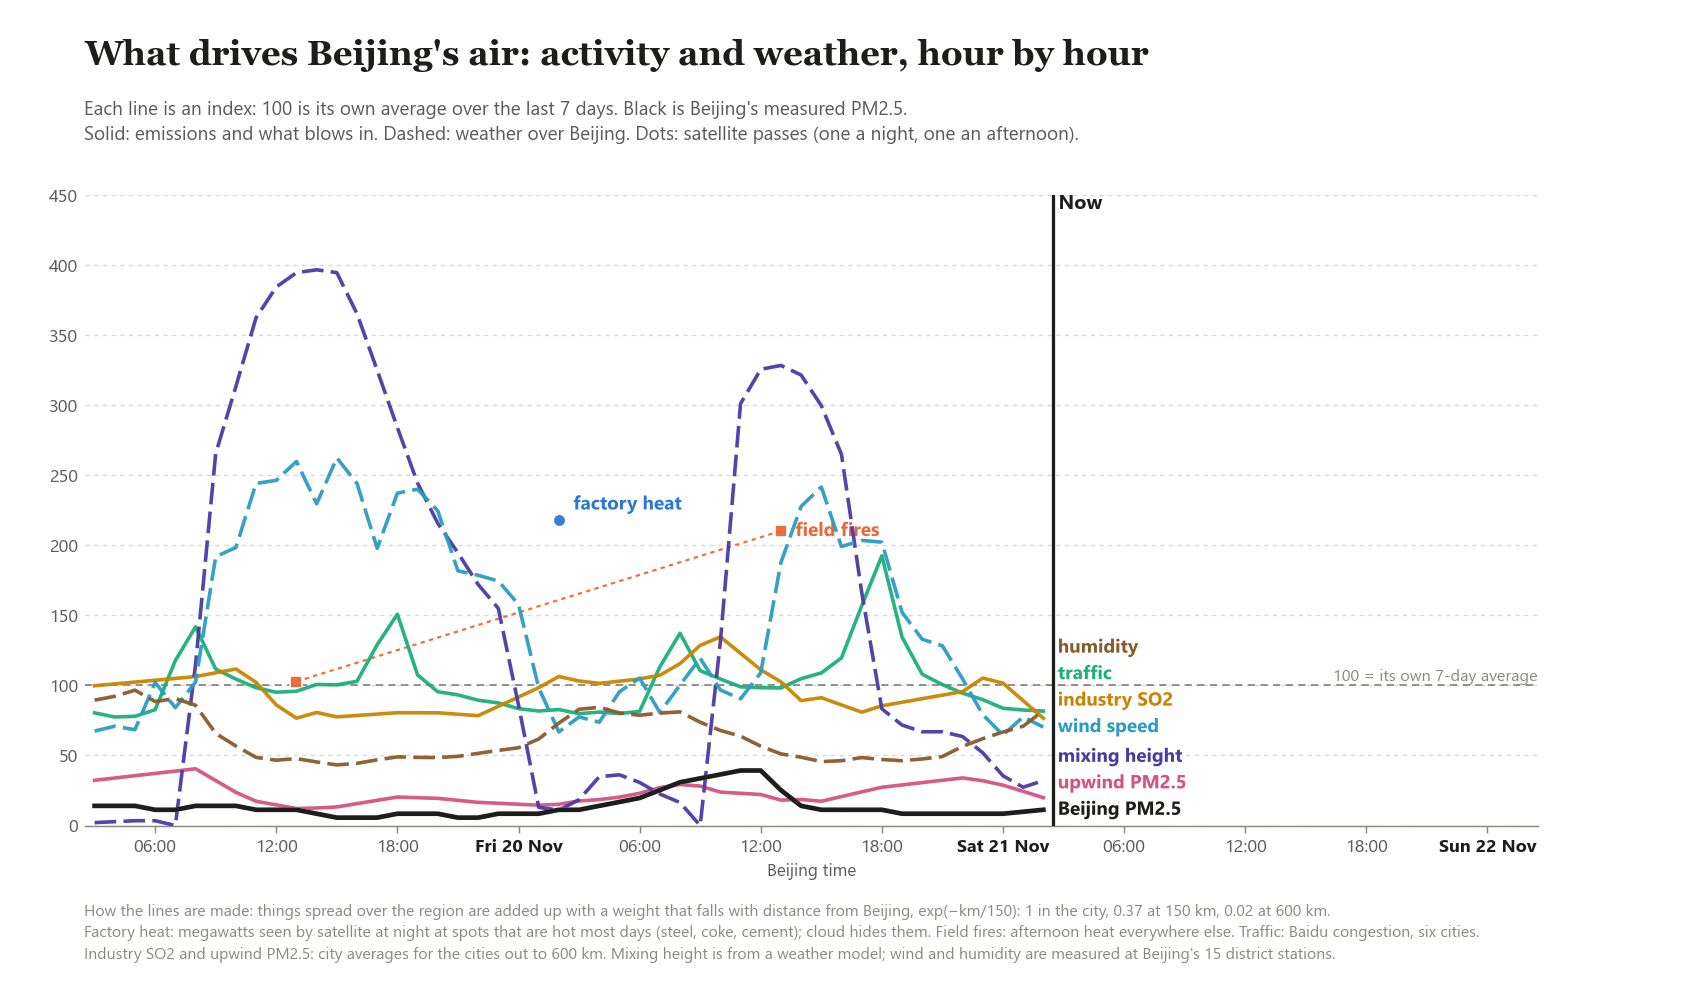 What drives Beijing's air: activity and weather, hour by hour
Each line is an index: 100 is its own average over the last 7 days. Black is Beijing's measured PM2.5.
Solid: emissions and what blows in. Dashed: weather over Beijing. Dots: satellite passes (one a night, one an afternoon).
450
Now
400
350
300
250
factory heat
field fires
200
150
humidity
traffic
100 = its own 7-day average
100
industry SO2
wind speed
mixing height
50
upwind PM2.5
Beijing PM2.5
0
06:00 12:00 18:00 Fri 20 Nov 06:00 12:00 18:00 Sat 21 Nov 06:00 12:00 18:00 Sun 22 Nov
Beijing time
How the lines are made: things spread over the region are added up with a weight that falls with distance from Beijing, exp(−km/150): 1 in the city, 0.37 at 150 km, 0.02 at 600 km.
Factory heat: megawatts seen by satellite at night at spots that are hot most days (steel, coke, cement); cloud hides them. Field fires: afternoon heat everywhere else. Traffic: Baidu congestion, six cities.
Industry SO2 and upwind PM2.5: city averages for the cities out to 600 km. Mixing height is from a weather model; wind and humidity are measured at Beijing's 15 district stations.